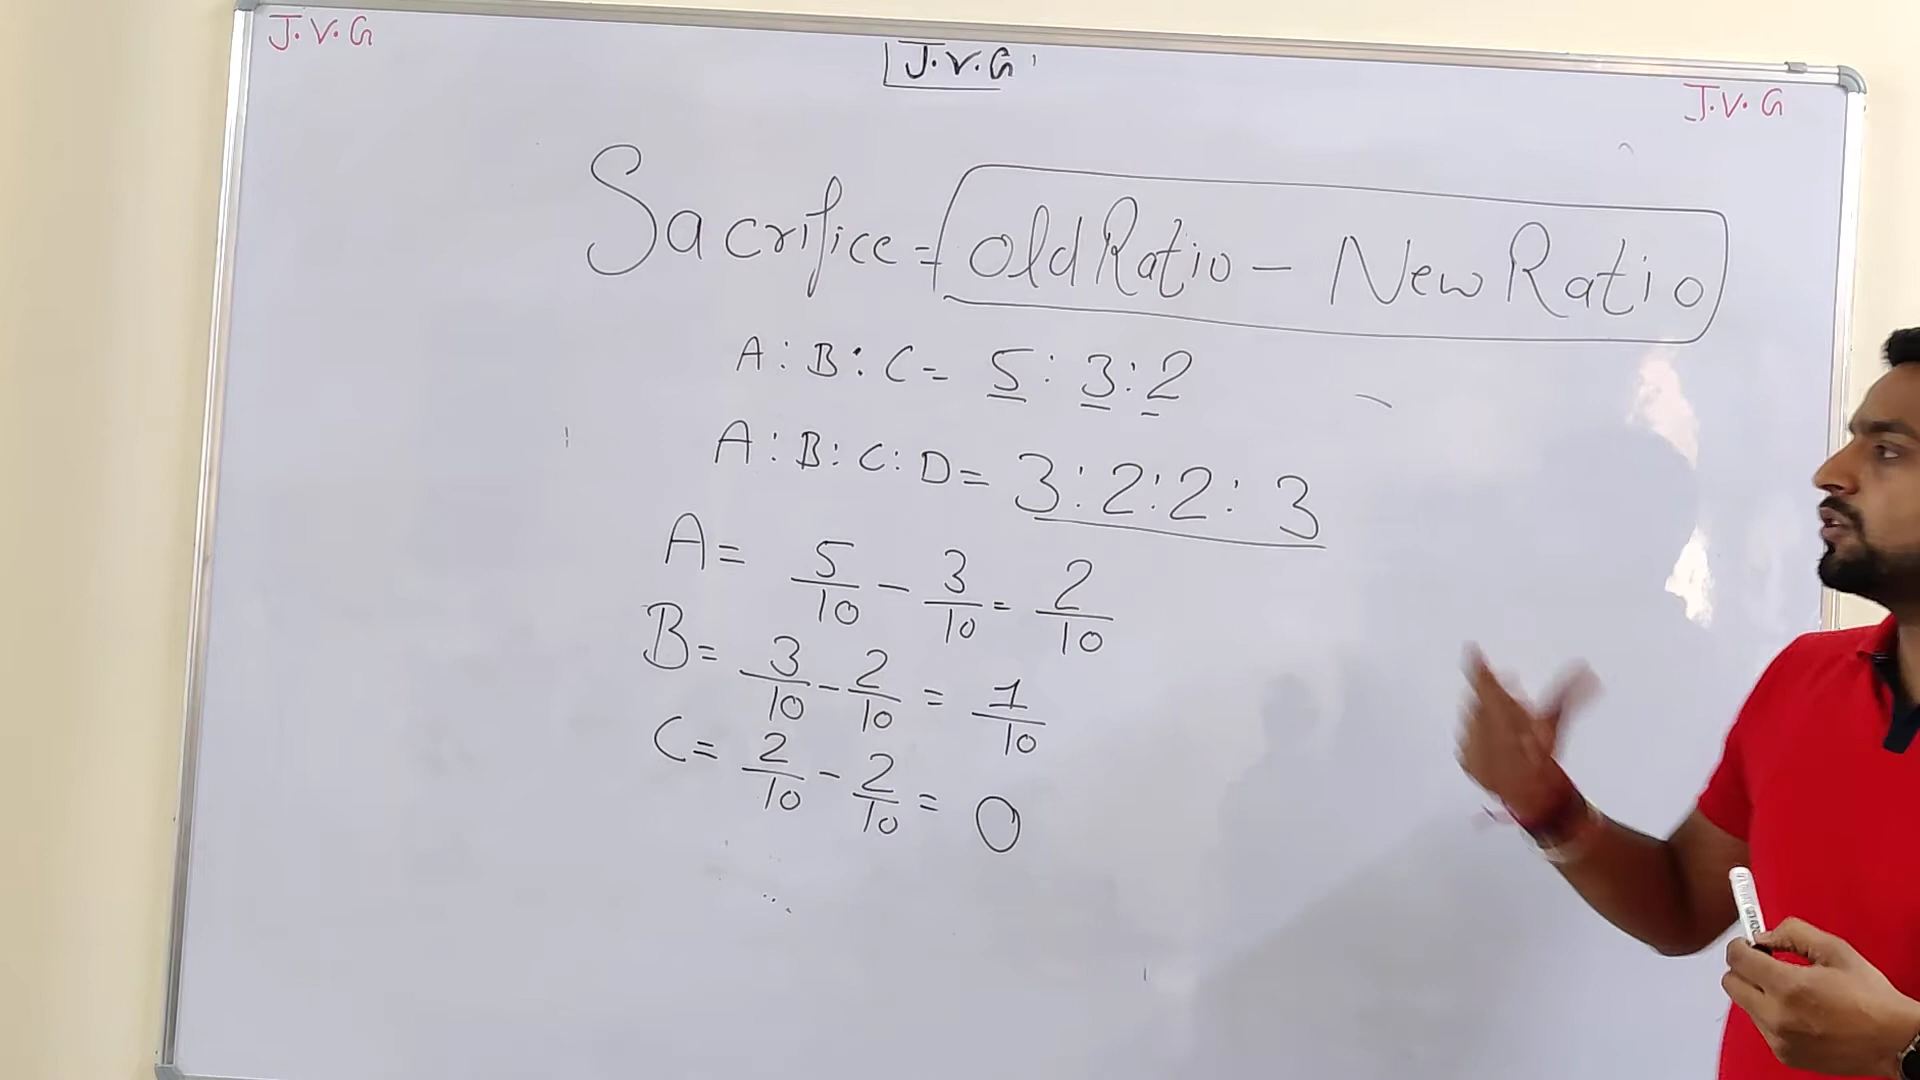 J.V.G
J.V.G
J.V.G
Sacrifice = Old Ratio - New Ratio
A : B : C = 5 : 3 : 2
A : B : C : D = 3 : 2 : 2 : 3
A = 5/10 - 3/10 = 2/10
B = 3/10 - 2/10 = 1/10
C = 2/10 - 2/10 = 0